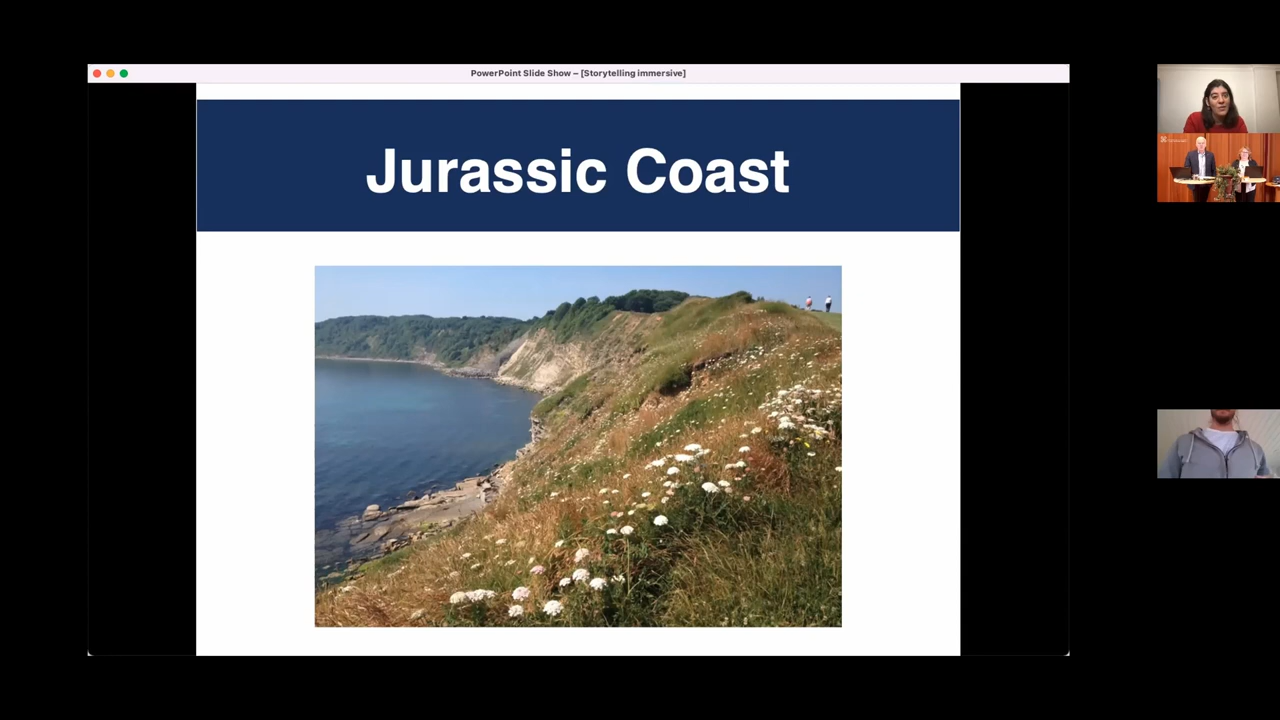 PowerPoint Slide Show – [Storytelling immersive]
Jurassic Coast